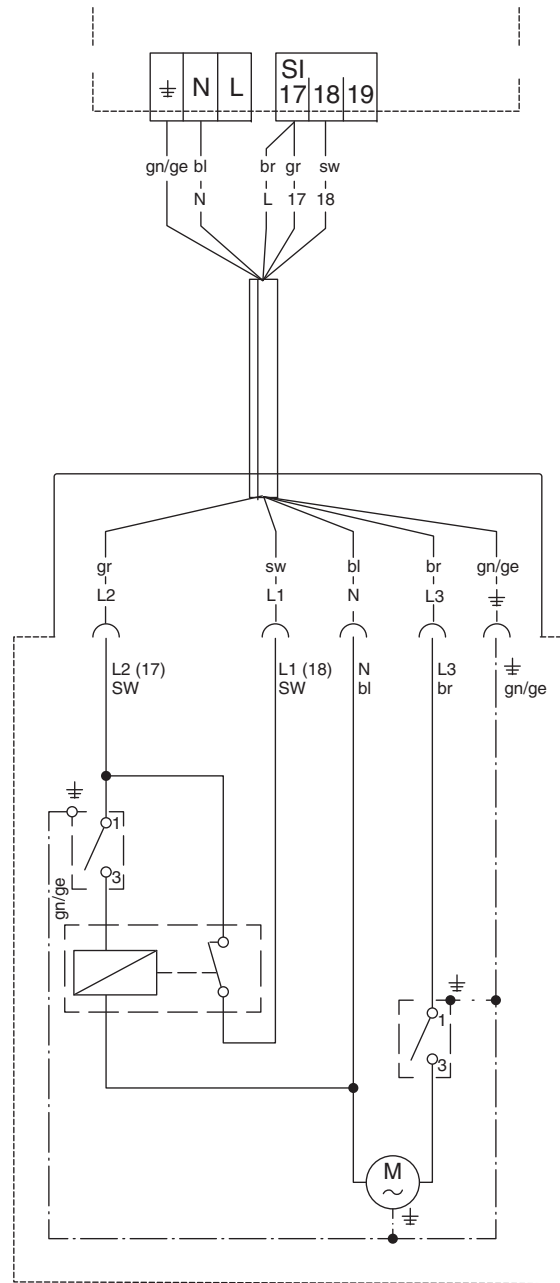 ⏚ N L
SI
17 18 19
gn/ge bl br gr sw
N L 17 18
gr sw bl br gn/ge
L2 L1 N L3 ⏚
L2 (17) L1 (18) N L3 ⏚
SW SW bl br gn/ge
⏚
1
3
gn/ge
⏚
1
3
M
~
⏚